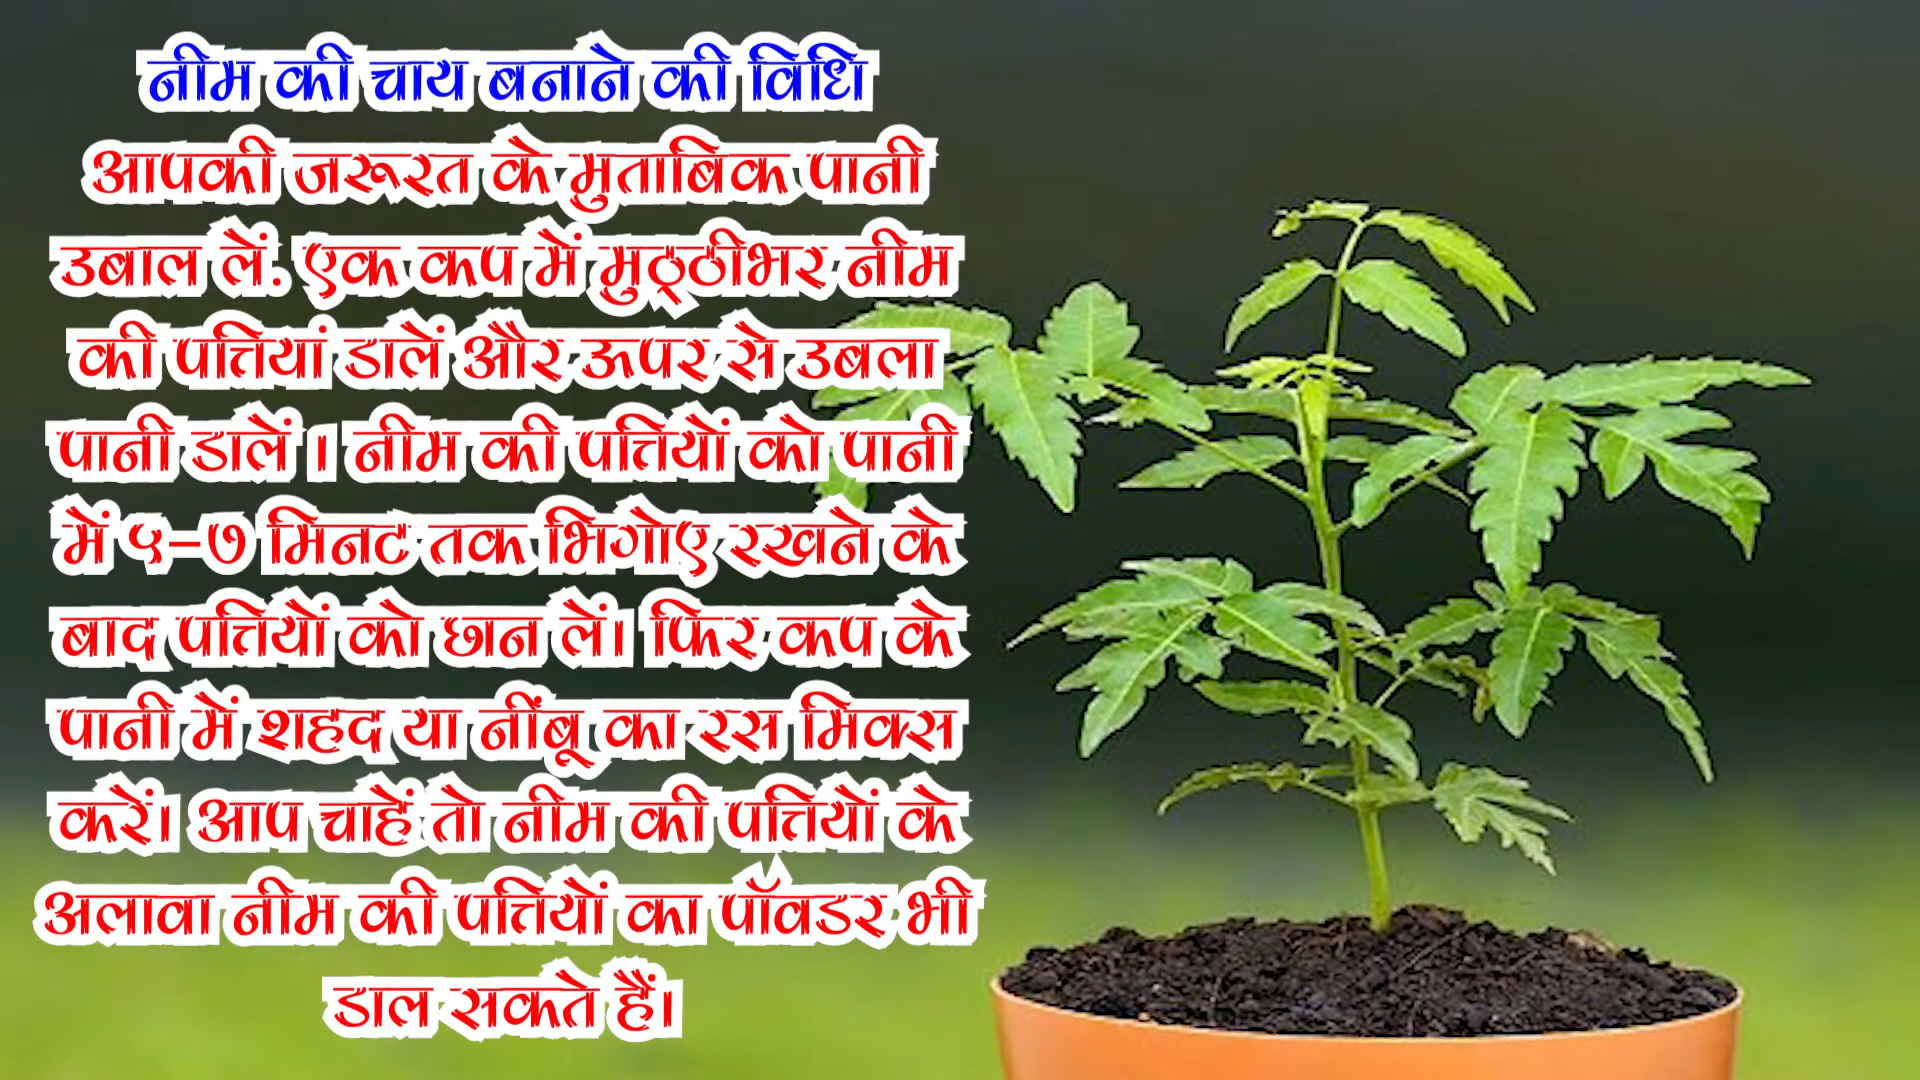 नीम की चाय बनाने की विधि
आपकी जरूरत के मुताबिक पानी
उबाल लें. एक कप में मुठ्ठीभर नीम
की पत्तियां डालें और ऊपर से उबला
पानी डालें । नीम की पत्तियों को पानी
में ५-७ मिनट तक भिगोए रखने के
बाद पत्तियों को छान लें। फिर कप के
पानी में शहद या नींबू का रस मिक्स
करें। आप चाहें तो नीम की पत्तियों के
अलावा नीम की पत्तियों का पॉवडर भी
डाल सकते हैं।